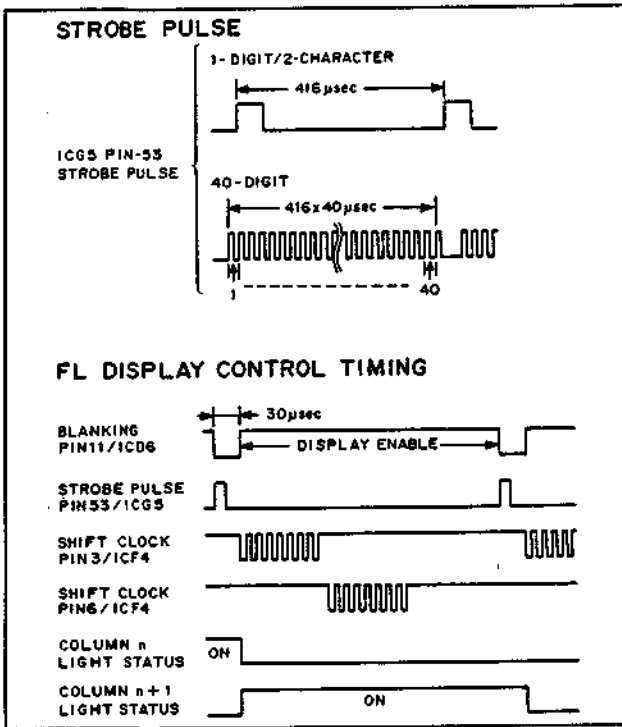 STROBE PULSE
1-DIGIT/2-CHARACTER
416µsec
ICG5 PIN-53
STROBE PULSE
40-DIGIT
416x40µsec
1
40
FL DISPLAY CONTROL TIMING
30µsec
BLANKING
PIN11/ICD6
DISPLAY ENABLE
STROBE PULSE
PIN53/ICG5
SHIFT CLOCK
PIN3/ICF4
SHIFT CLOCK
PIN6/ICF4
COLUMN n
LIGHT STATUS
ON
COLUMN n+1
LIGHT STATUS
ON